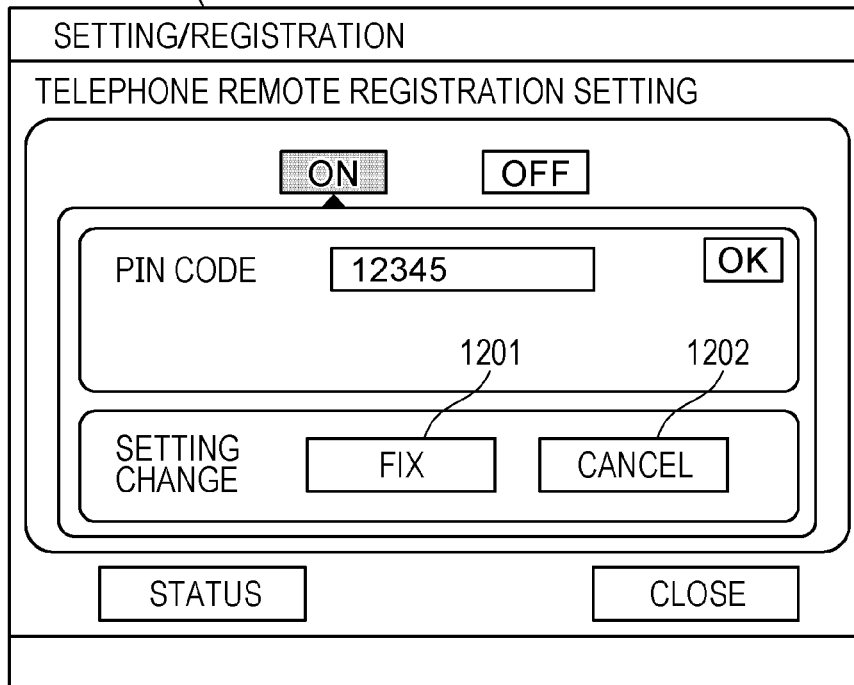 SETTING/REGISTRATION
TELEPHONE REMOTE REGISTRATION SETTING
ON OFF
PIN CODE 12345 OK
1201 1202
SETTING
CHANGE
FIX CANCEL
STATUS CLOSE